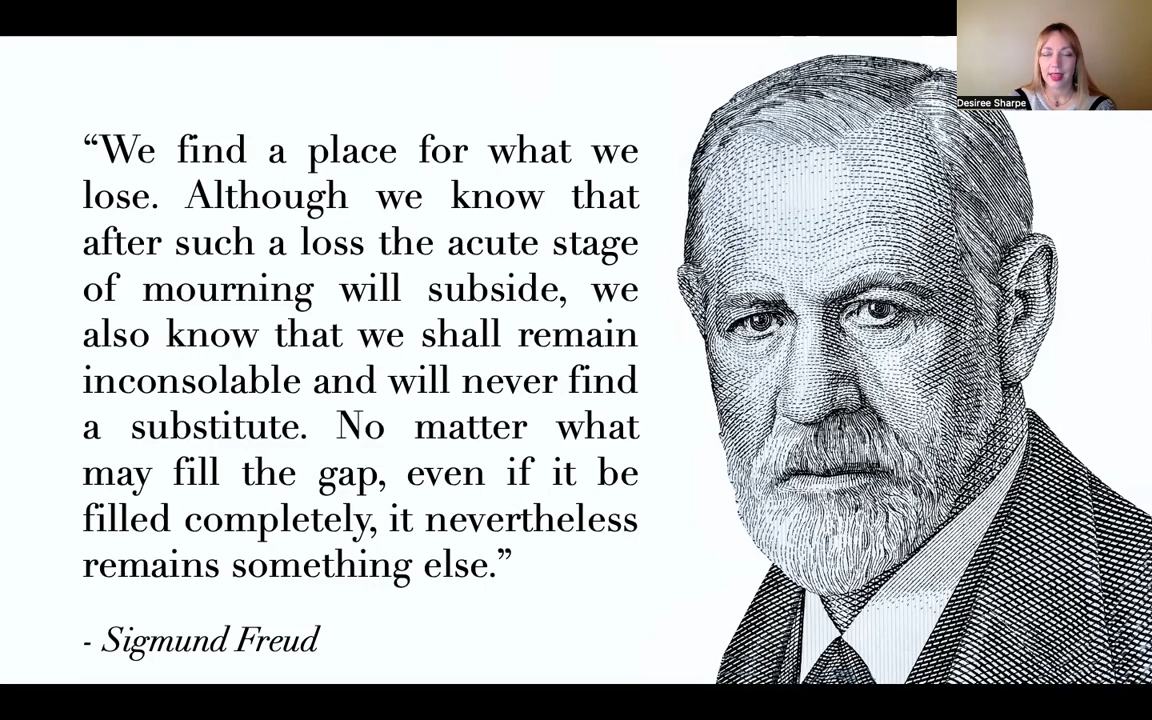 “We find a place for what we
lose. Although we know that
after such a loss the acute stage
of mourning will subside, we
also know that we shall remain
inconsolable and will never find
a substitute. No matter what
may fill the gap, even if it be
filled completely, it nevertheless
remains something else.”
- Sigmund Freud
Desiree Sharpe